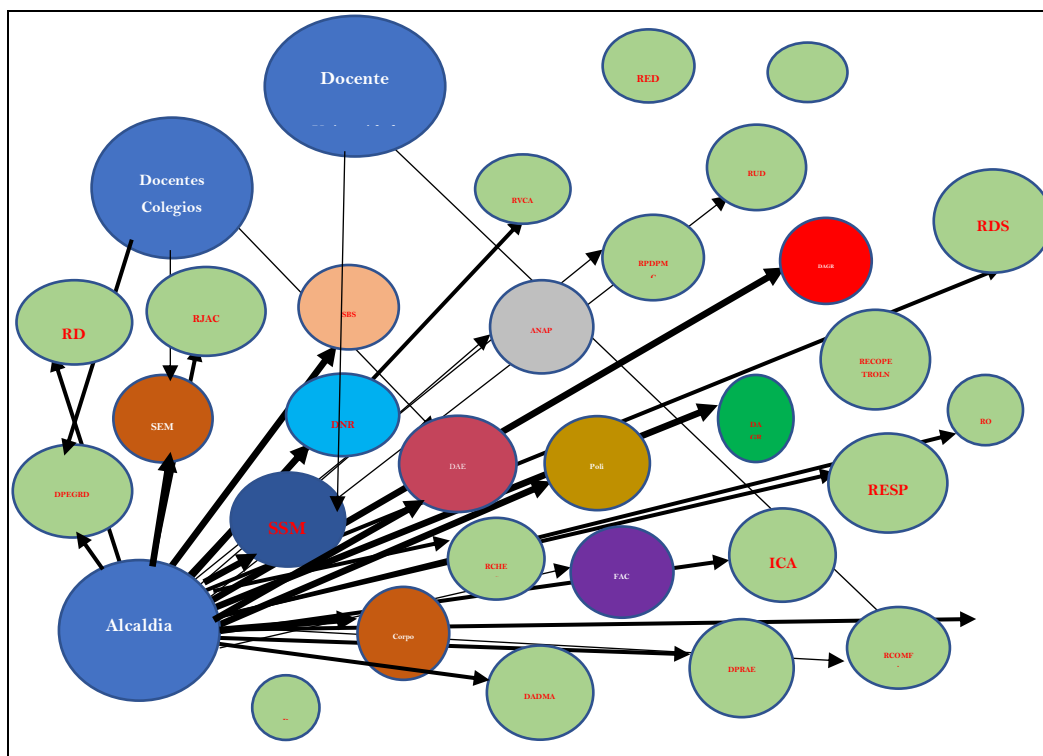 Docente
RED
Docentes
Colegios
RUD
RVCA
RDS
RPDPM
DAGR
RD
RJAC
SBS
ANAP
RECOPE
TROLN
SEM
DNR
DA
GR
RO
DAE
Poli
DPEGRD
RESP
SSM
RCHE
FAC
ICA
Alcaldia
Corpo
RCOMF
DPRAE
DADMA